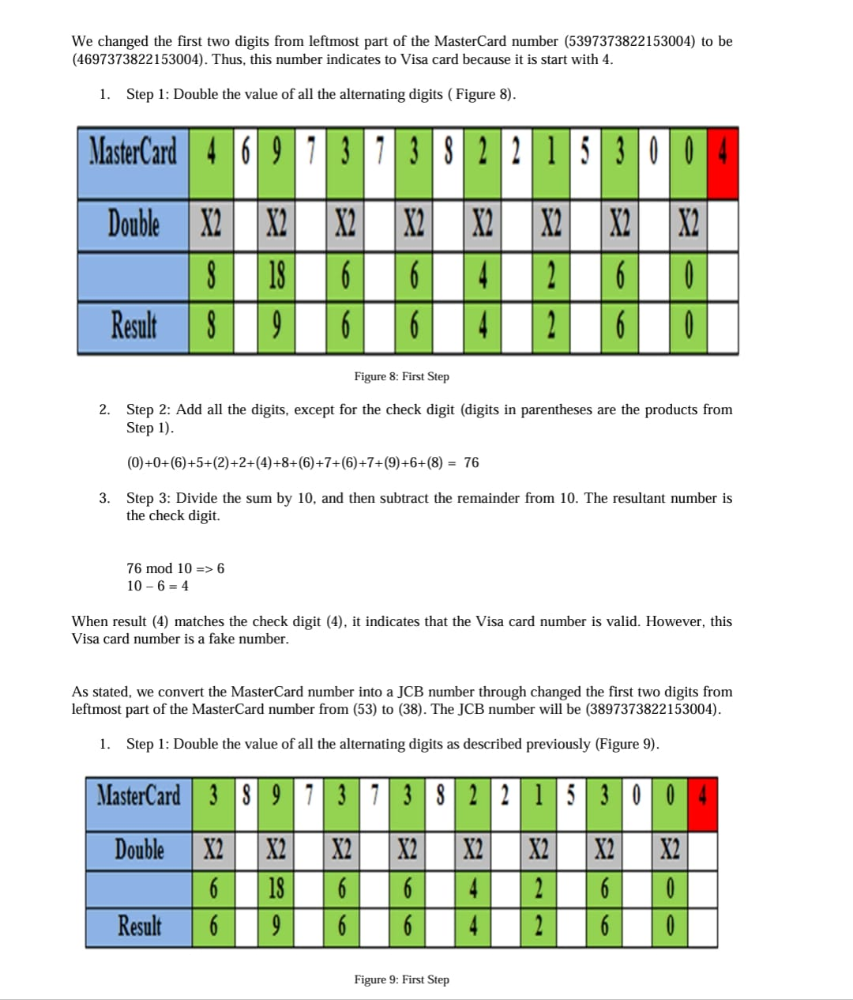 We changed the first two digits from leftmost part of the MasterCard number (5397373822153004) to be
(4697373822153004). Thus, this number indicates to Visa card because it is start with 4.
1. Step 1: Double the value of all the alternating digits ( Figure 8).
MasterCard 4 6 9 7 3 7 3 8 2 2 1 5 3 0 0 4
Double X2 X2 X2 X2 X2 X2 X2 X2
8 18 6 6 4 2 6 0
Result 8 9 6 6 4 2 6 0
Figure 8: First Step
2. Step 2: Add all the digits, except for the check digit (digits in parentheses are the products from
Step 1).
(0)+0+(6)+5+(2)+2+(4)+8+(6)+7+(6)+7+(9)+6+(8) = 76
3. Step 3: Divide the sum by 10, and then subtract the remainder from 10. The resultant number is
the check digit.
76 mod 10 => 6
10 – 6 = 4
When result (4) matches the check digit (4), it indicates that the Visa card number is valid. However, this
Visa card number is a fake number.
As stated, we convert the MasterCard number into a JCB number through changed the first two digits from
leftmost part of the MasterCard number from (53) to (38). The JCB number will be (3897373822153004).
1. Step 1: Double the value of all the alternating digits as described previously (Figure 9).
MasterCard 3 8 9 7 3 7 3 8 2 2 1 5 3 0 0 4
Double X2 X2 X2 X2 X2 X2 X2 X2
6 18 6 6 4 2 6 0
Result 6 9 6 6 4 2 6 0
Figure 9: First Step